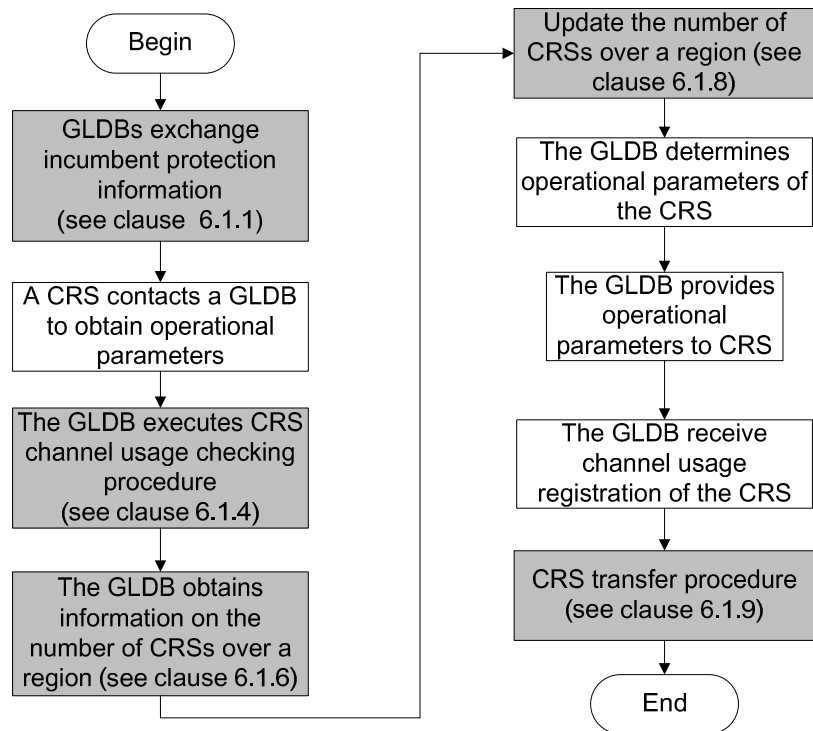 Begin
GLDBs exchange
incumbent protection
information
(see clause  6.1.1)
A CRS contacts a GLDB
to obtain operational
parameters
The GLDB executes CRS
channel usage checking
procedure
(see clause 6.1.4)
The GLDB obtains
information on the
number of CRSs over a
region (see clause 6.1.6)
Update the number of
CRSs over a region (see
clause 6.1.8)
The GLDB determines
operational parameters of
the CRS
The GLDB provides
operational
parameters to CRS
The GLDB receive
channel usage
registration of the CRS
CRS transfer procedure
(see clause 6.1.9)
End